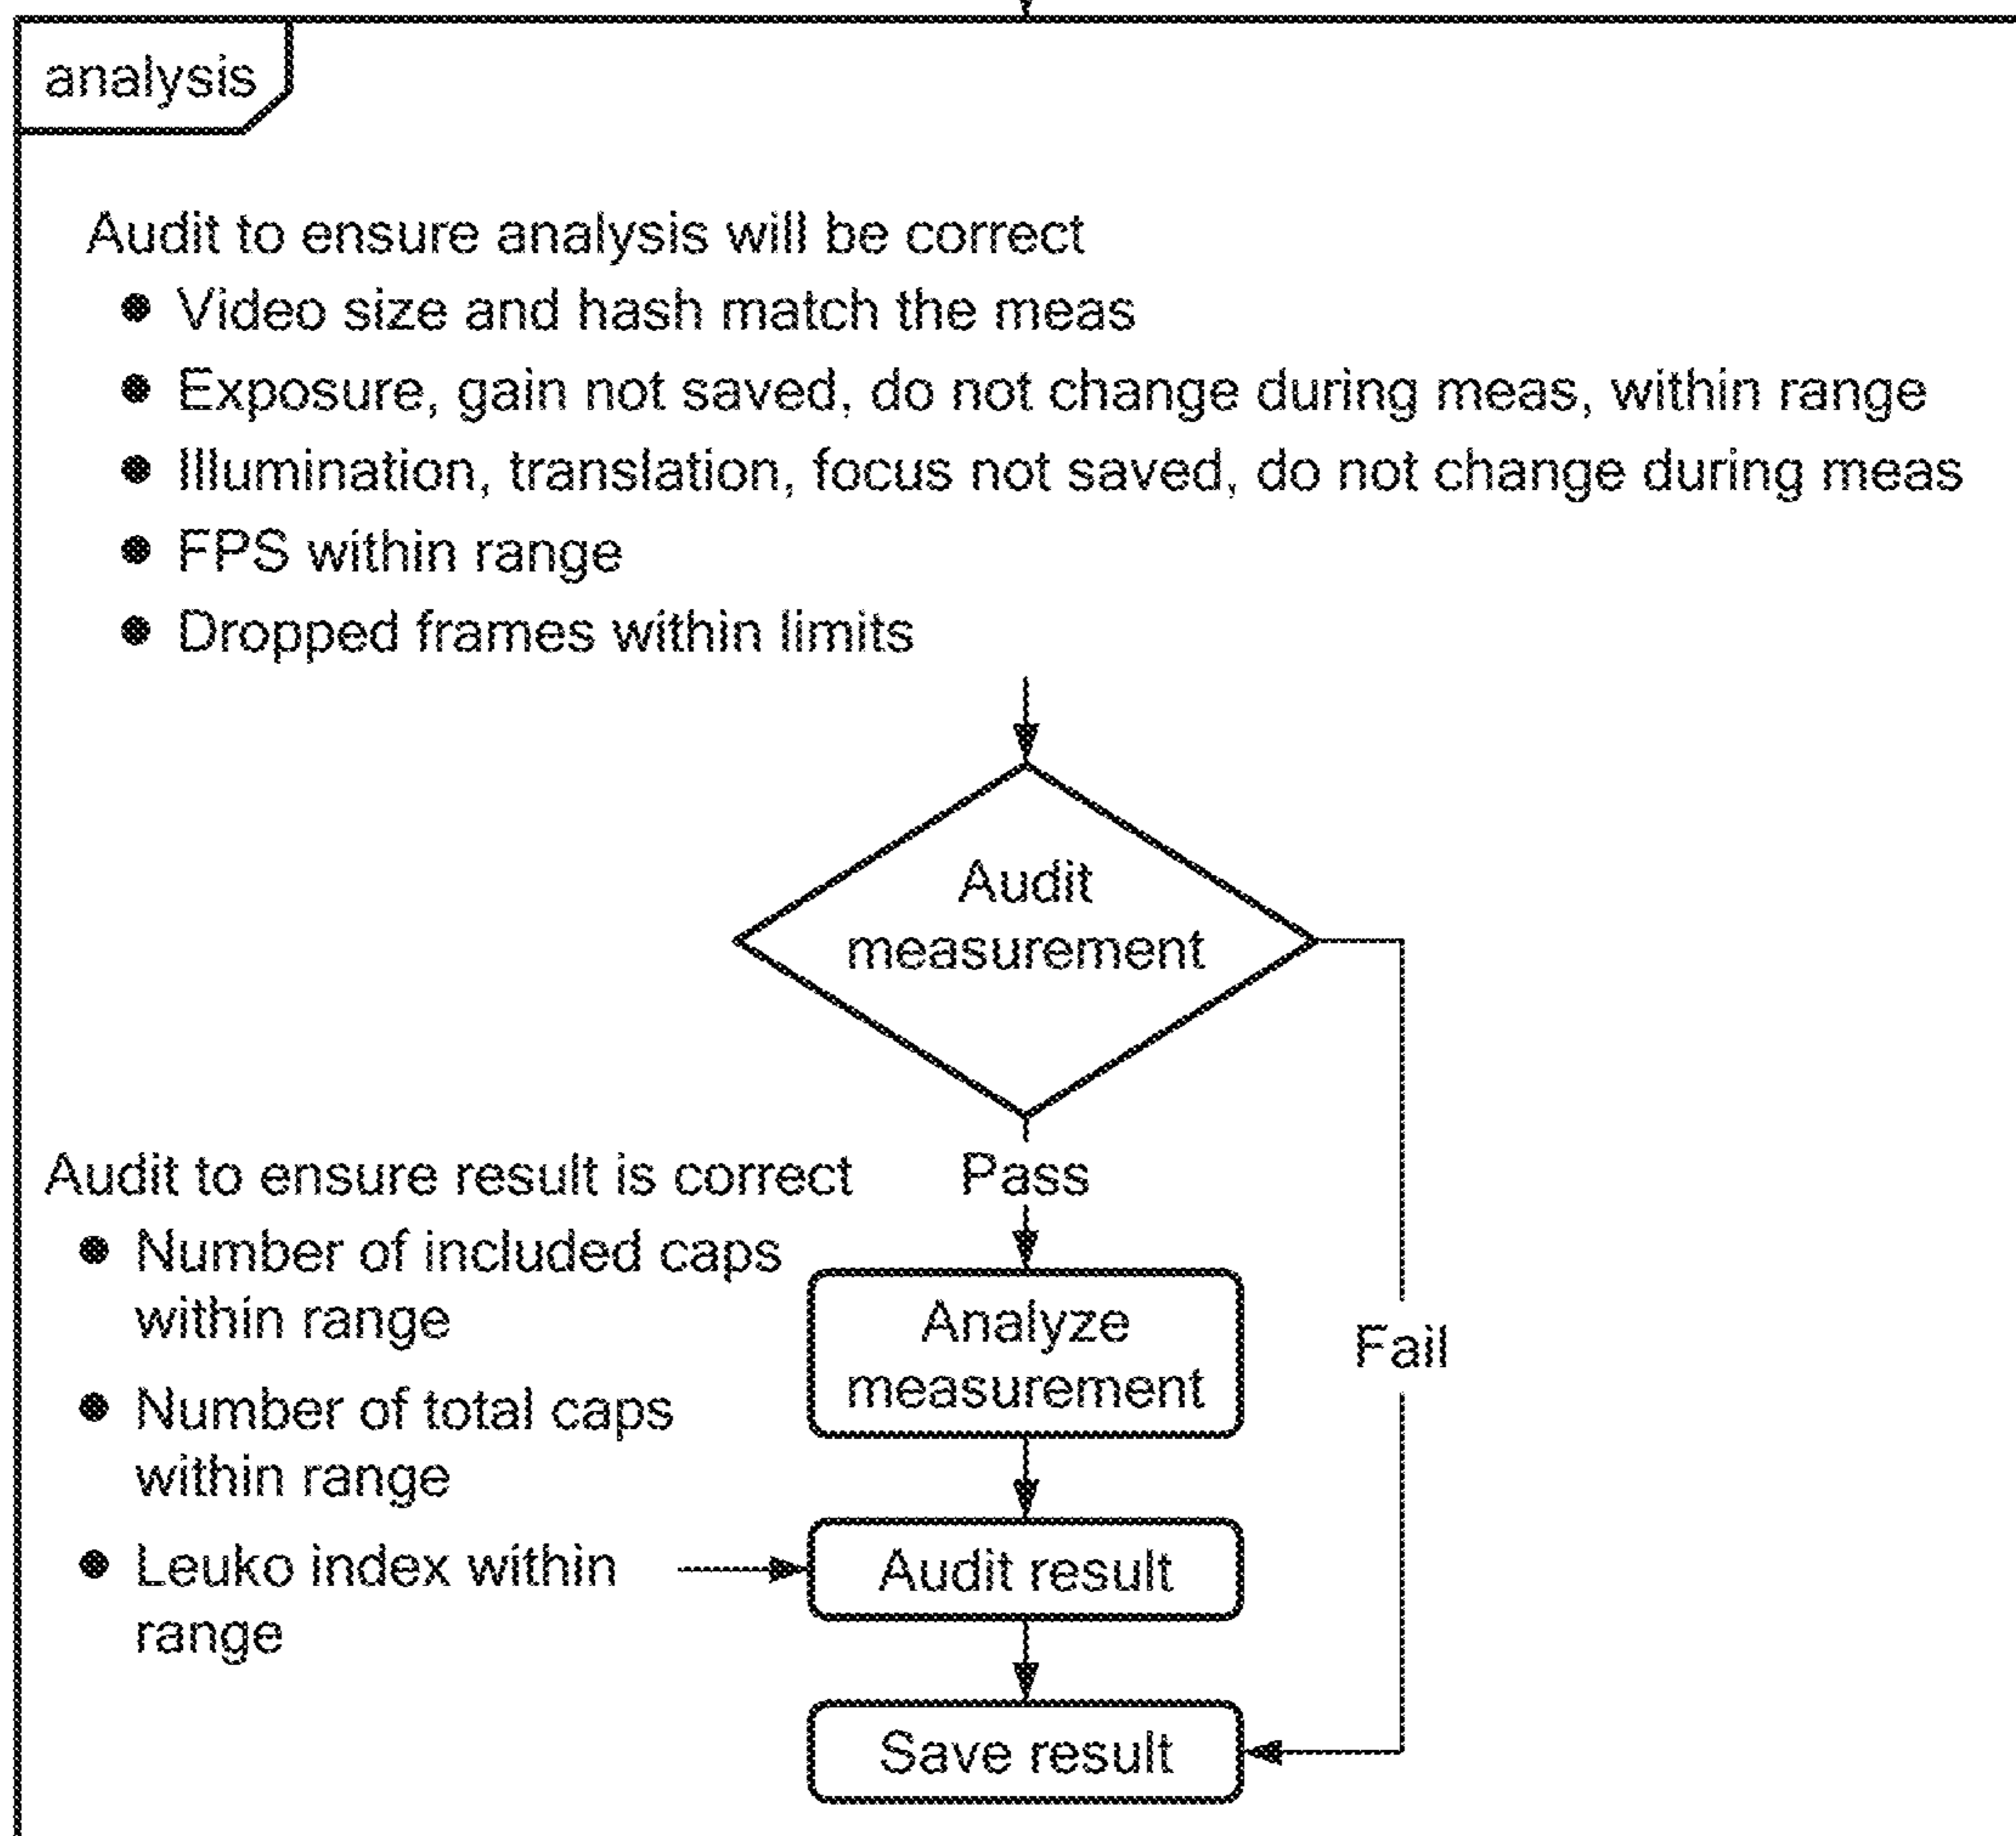 analysis
Audit to ensure analysis will be correct
● Video size and hash match the meas
● Exposure, gain not saved, do not change during meas, within range
● Illumination, translation, focus not saved, do not change during meas
● FPS within range
● Dropped frames within limits
Audit
measurement
Audit to ensure result is correct
● Number of included caps
within range
● Number of total caps
within range
● Leuko index within
range
Pass
Analyze
measurement
Fail
Audit result
Save result